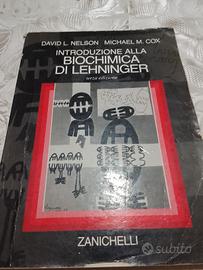 DAVID L. NELSON MICHAEL M. COX
INTRODUZIONE ALLA
BIOCHIMICA
DI LEHNINGER
terza edizione
ZANICHELLI
subito